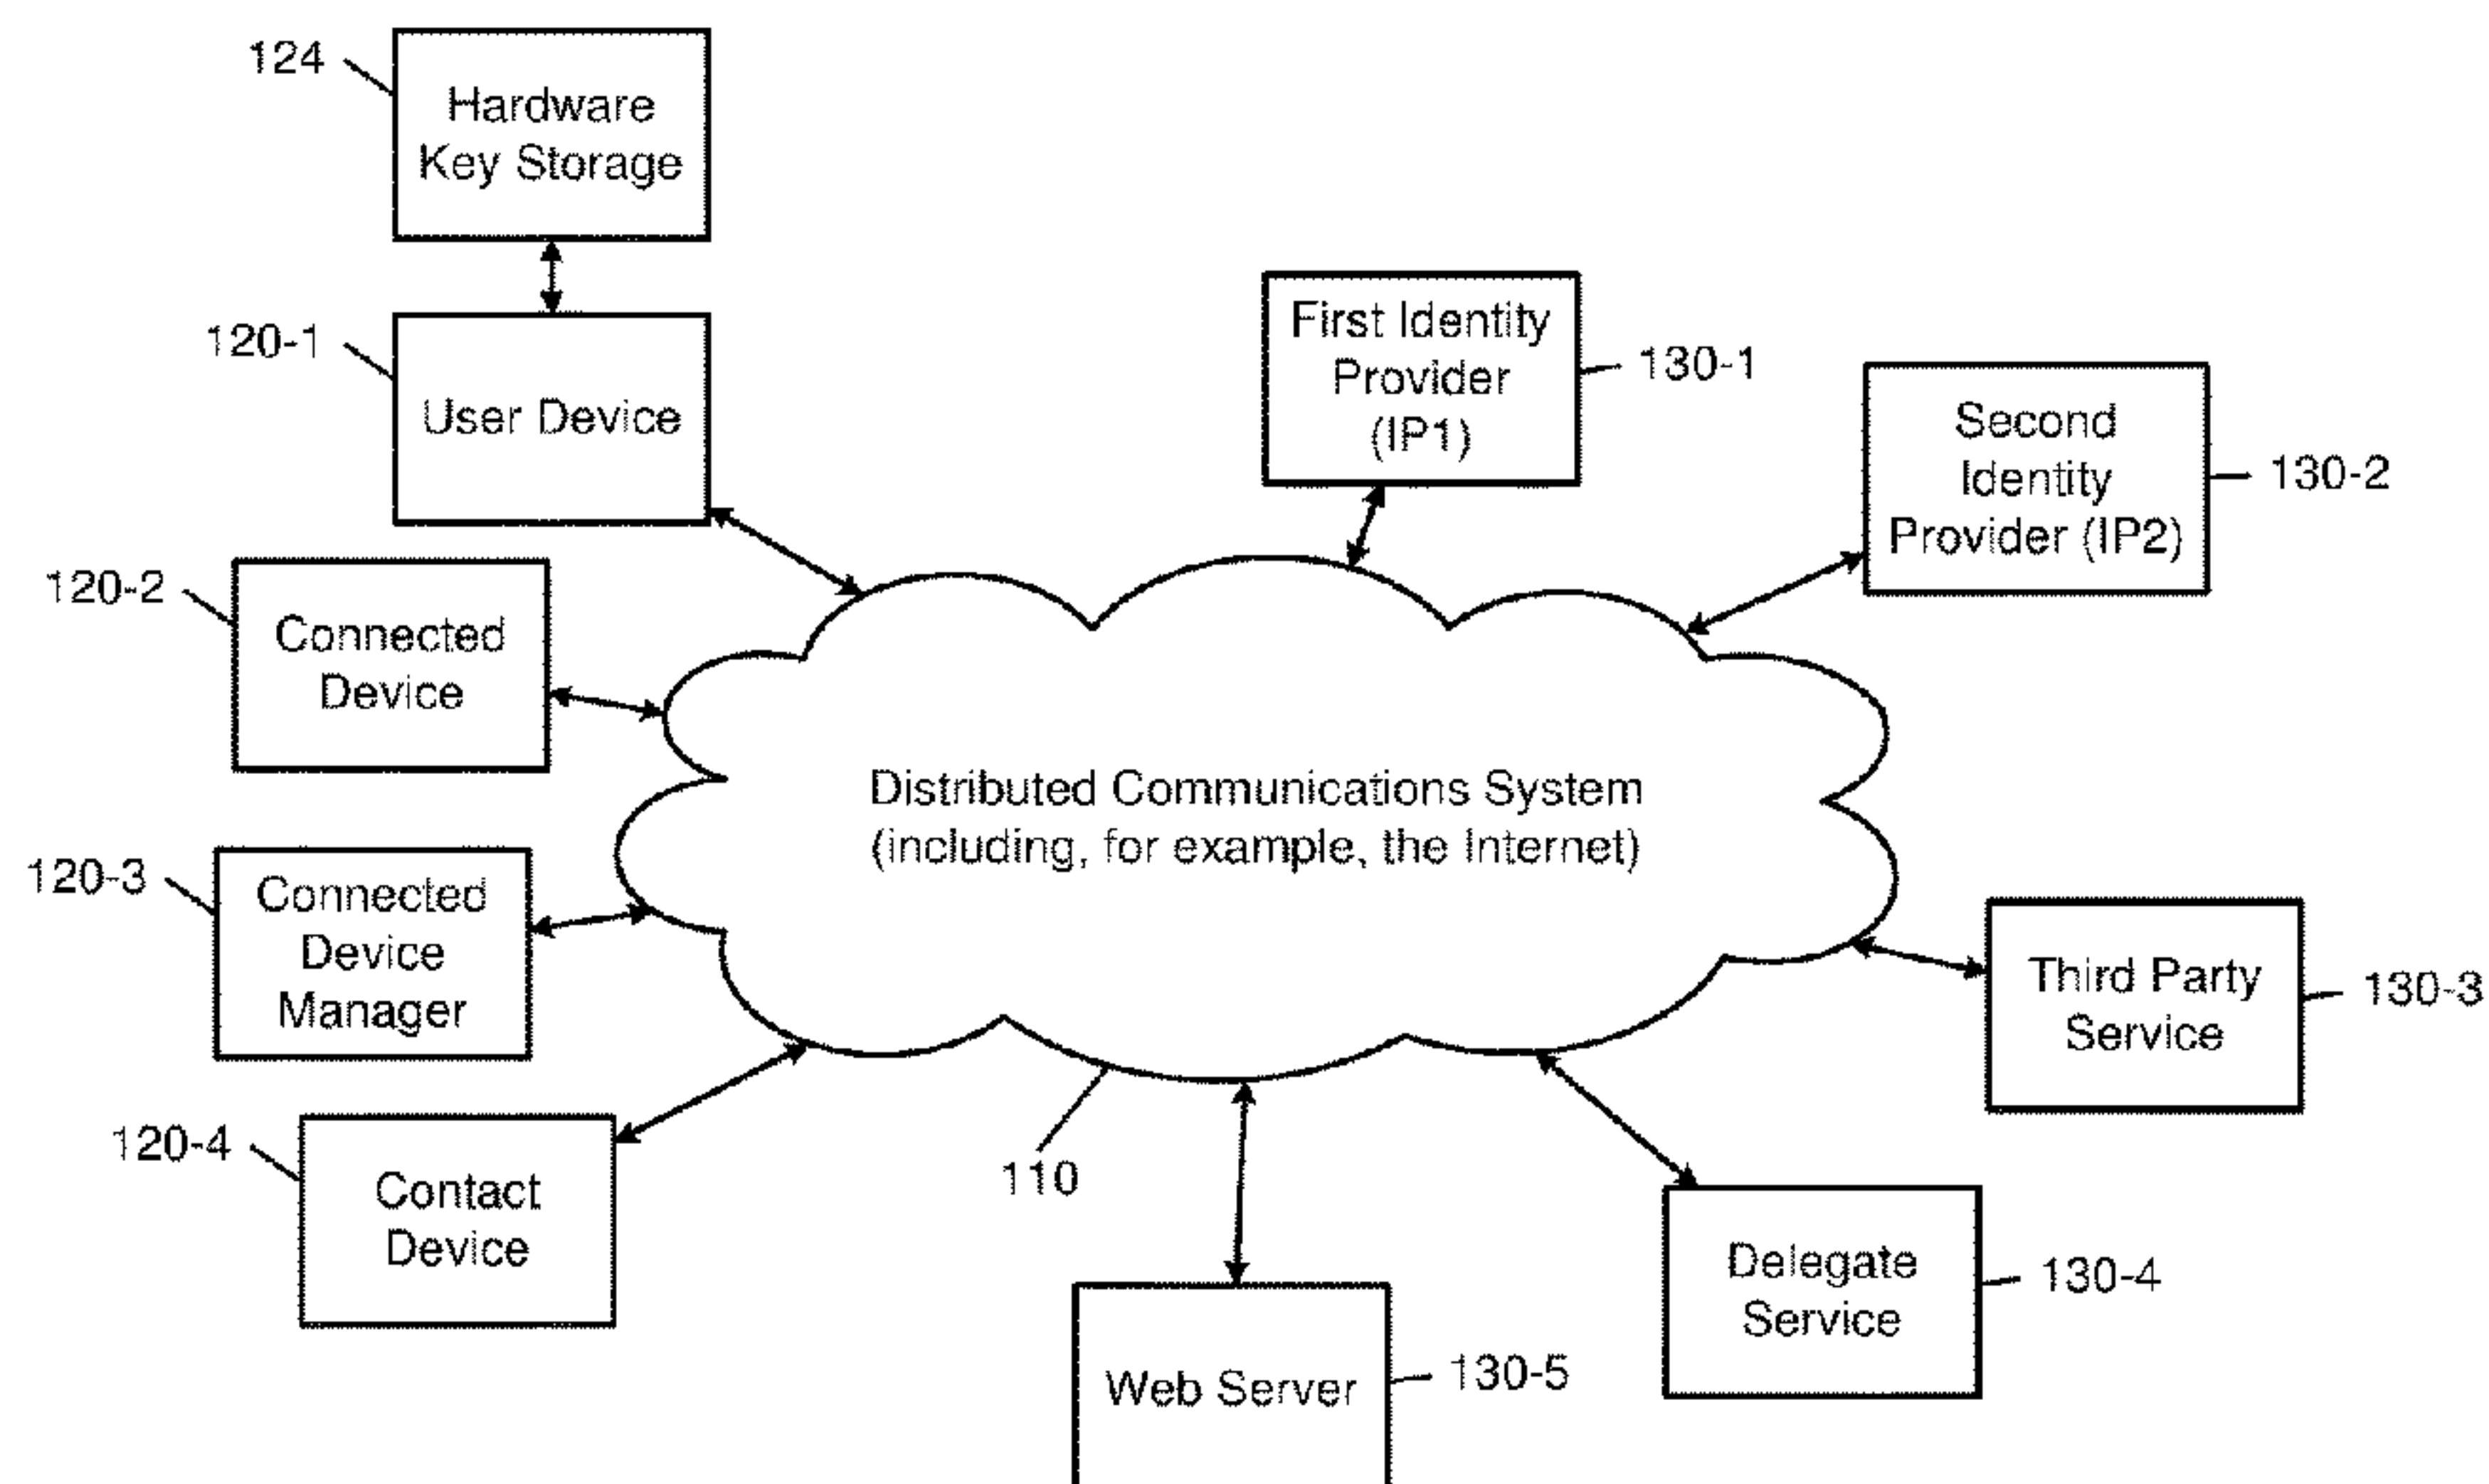 124
Hardware
Key Storage
120-1
User Device
First Identity
Provider
(IP1)
130-1
Second
Identity
Provider (IP2)
130-2
120-2
Connected
Device
Distributed Communications System
(including, for example, the Internet)
120-3
Connected
Device
Manager
Third Party
Service
130-3
120-4
Contact
Device
110
Delegate
Service
130-4
Web Server
130-5